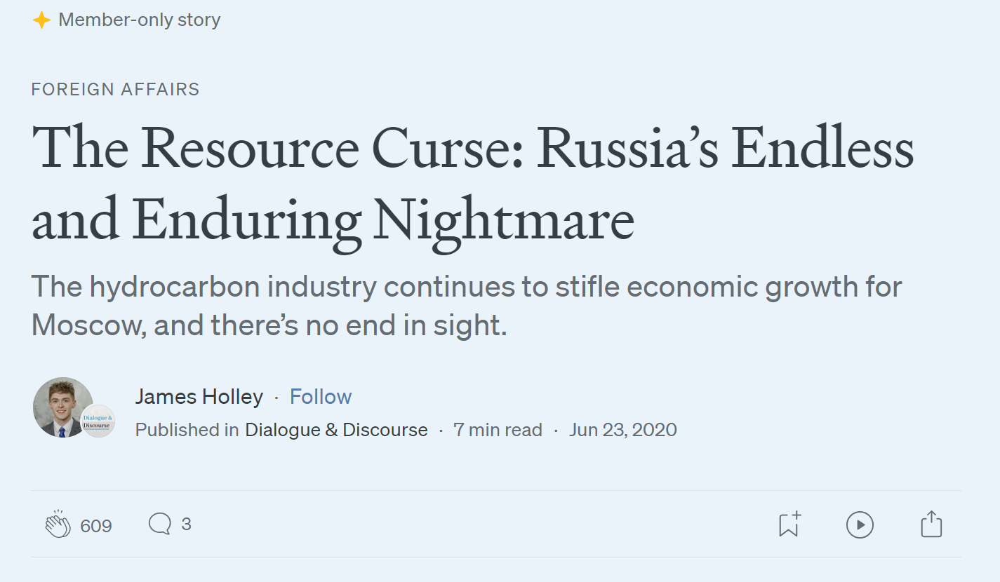 Member-only story
FOREIGN AFFAIRS
The Resource Curse: Russia’s Endless
and Enduring Nightmare
The hydrocarbon industry continues to stifle economic growth for
Moscow, and there’s no end in sight.
James Holley · Follow
Dialogue &
Discourse
Published in Dialogue & Discourse · 7 min read · Jun 23, 2020
609 3